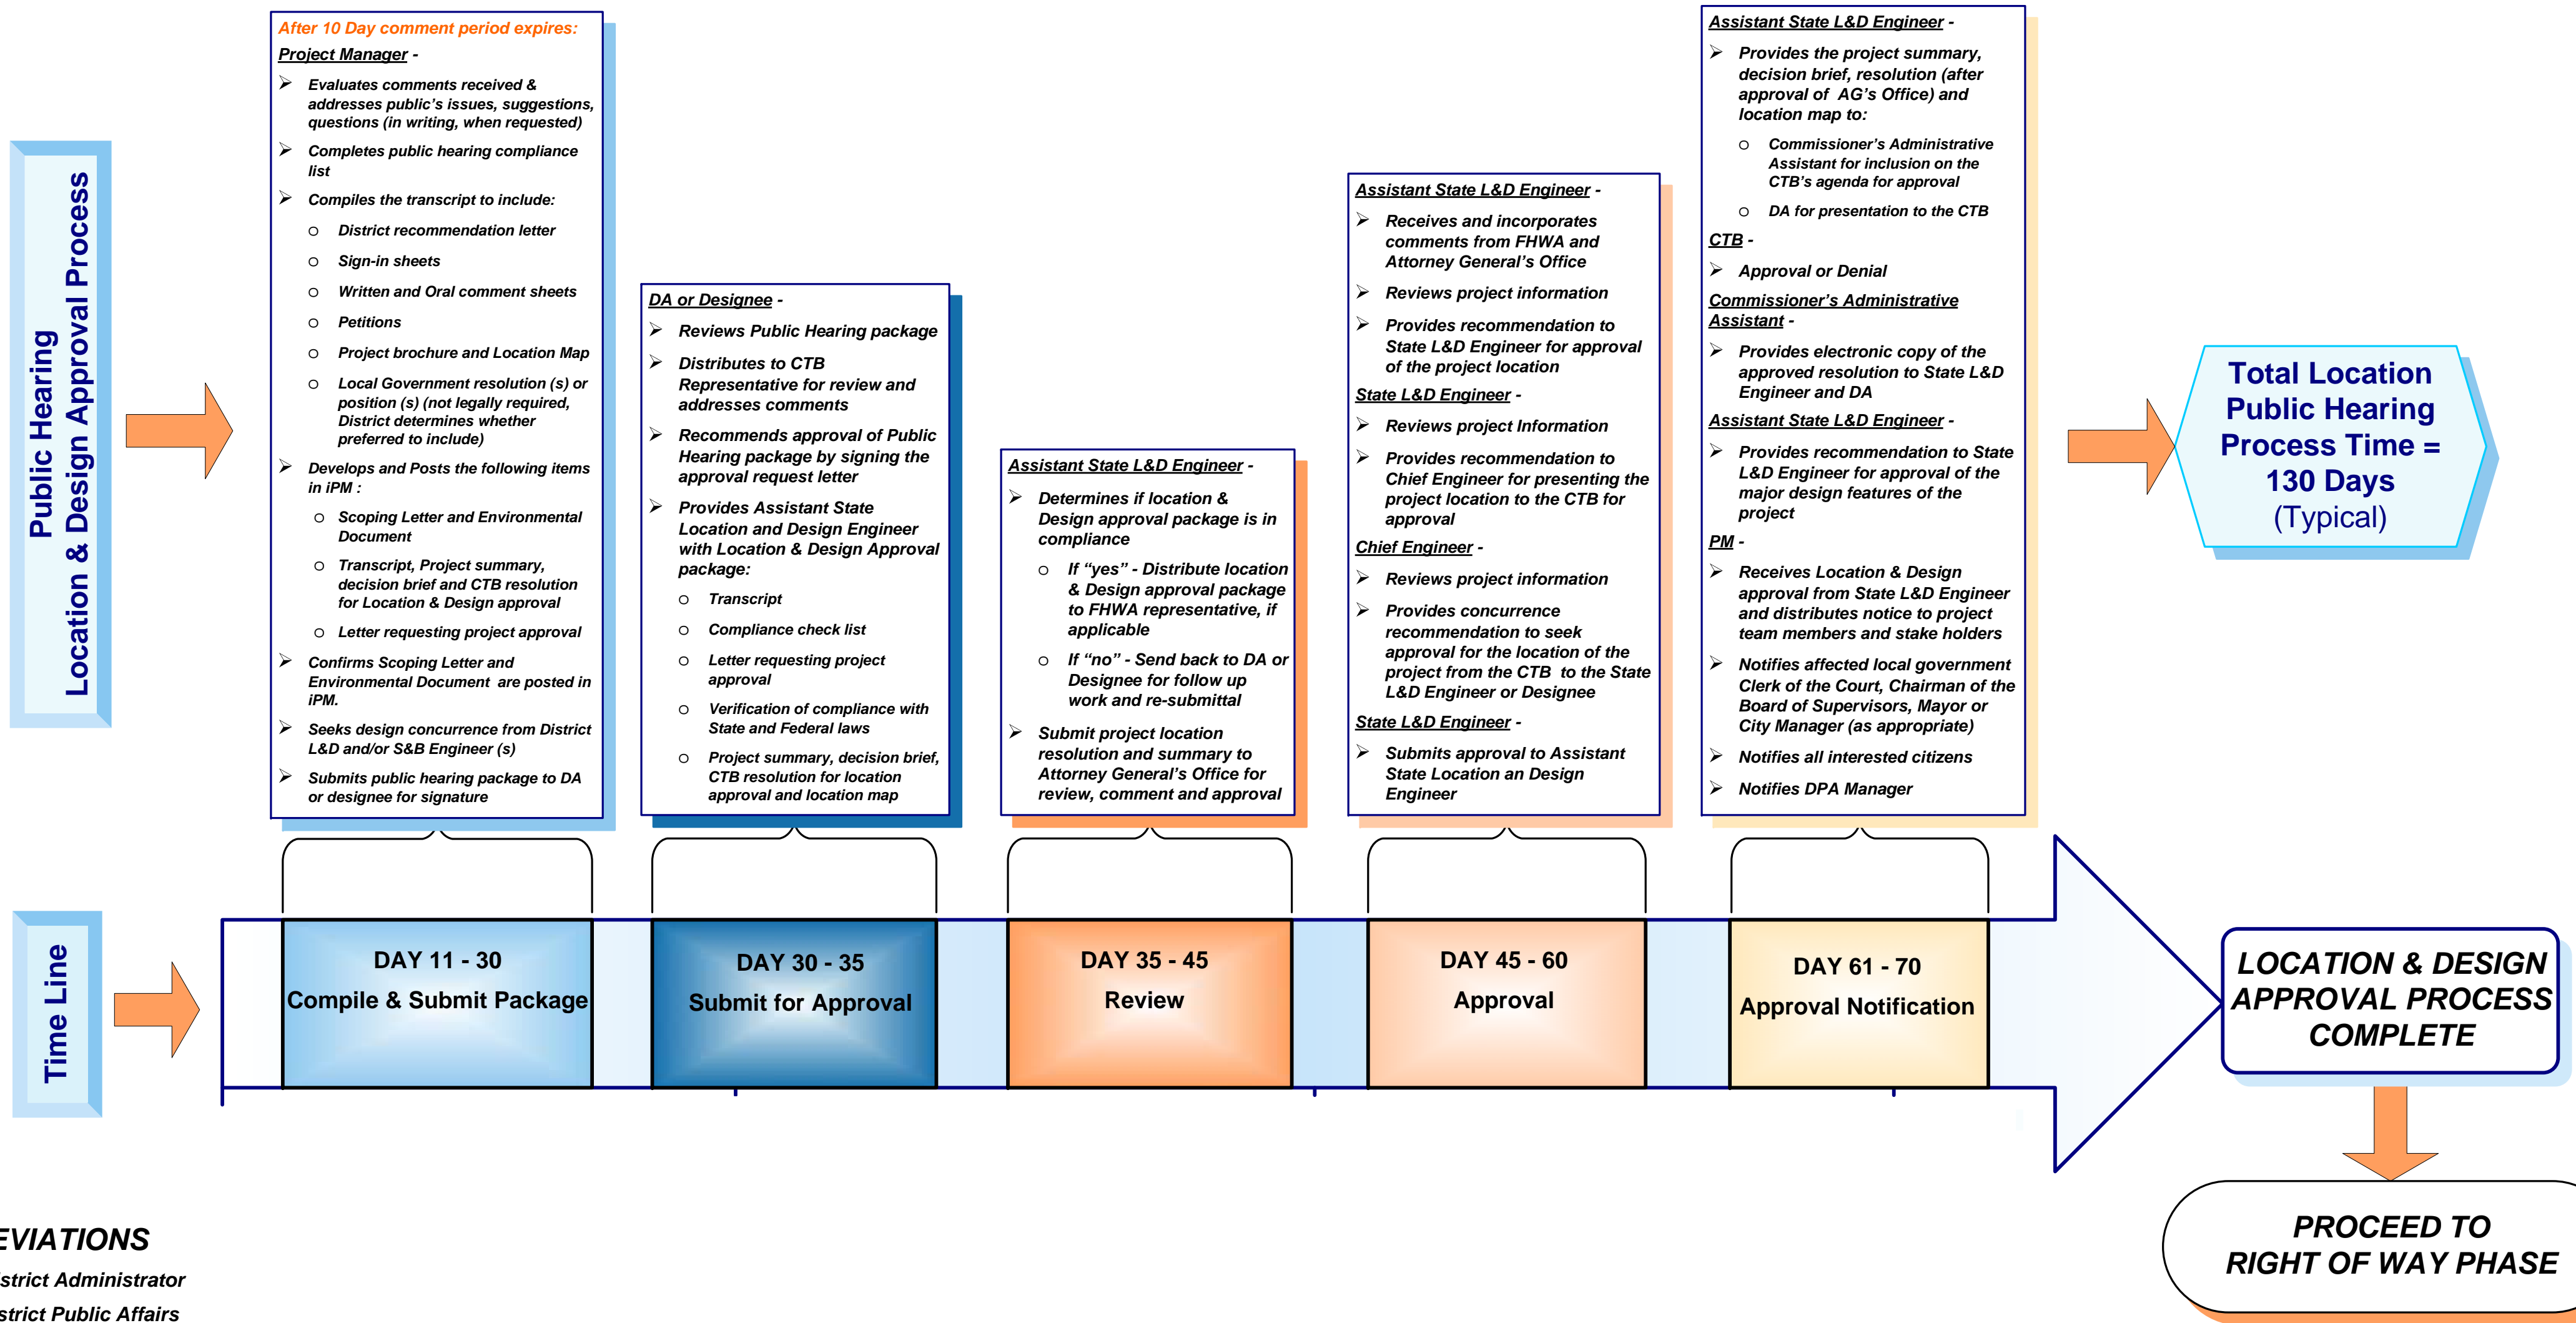 Public Hearing
Location & Design Approval Process
After 10 Day comment period expires:
Project Manager -
➢ Evaluates comments received &
addresses public's issues, suggestions,
questions (in writing, when requested)
➢ Completes public hearing compliance
list
➢ Compiles the transcript to include:
o District recommendation letter
o Sign-in sheets
o Written and Oral comment sheets
o Petitions
o Project brochure and Location Map
o Local Government resolution (s) or
position (s) (not legally required,
District determines whether
preferred to include)
➢ Develops and Posts the following items
in iPM :
o Scoping Letter and Environmental
Document
o Transcript, Project summary,
decision brief and CTB resolution
for Location & Design approval
o Letter requesting project approval
➢ Confirms Scoping Letter and
Environmental Document are posted in
iPM.
➢ Seeks design concurrence from District
L&D and/or S&B Engineer (s)
➢ Submits public hearing package to DA
or designee for signature
DA or Designee -
➢ Reviews Public Hearing package
➢ Distributes to CTB
Representative for review and
addresses comments
➢ Recommends approval of Public
Hearing package by signing the
approval request letter
➢ Provides Assistant State
Location and Design Engineer
with Location & Design Approval
package:
o Transcript
o Compliance check list
o Letter requesting project
approval
o Verification of compliance with
State and Federal laws
o Project summary, decision brief,
CTB resolution for location
approval and location map
Assistant State L&D Engineer -
➢ Determines if location &
Design approval package is in
compliance
o If “yes” - Distribute location
& Design approval package
to FHWA representative, if
applicable
o If “no” - Send back to DA or
Designee for follow up
work and re-submittal
➢ Submit project location
resolution and summary to
Attorney General's Office for
review, comment and approval
Assistant State L&D Engineer -
➢ Receives and incorporates
comments from FHWA and
Attorney General's Office
➢ Reviews project information
➢ Provides recommendation to
State L&D Engineer for approval
of the project location
State L&D Engineer -
➢ Reviews project Information
➢ Provides recommendation to
Chief Engineer for presenting the
project location to the CTB for
approval
Chief Engineer -
➢ Reviews project information
➢ Provides concurrence
recommendation to seek
approval for the location of the
project from the CTB to the State
L&D Engineer or Designee
State L&D Engineer -
➢ Submits approval to Assistant
State Location an Design
Engineer
Assistant State L&D Engineer -
➢ Provides the project summary,
decision brief, resolution (after
approval of AG's Office) and
location map to:
o Commissioner's Administrative
Assistant for inclusion on the
CTB's agenda for approval
o DA for presentation to the CTB
CTB -
➢ Approval or Denial
Commissioner's Administrative
Assistant -
➢ Provides electronic copy of the
approved resolution to State L&D
Engineer and DA
Assistant State L&D Engineer -
➢ Provides recommendation to State
L&D Engineer for approval of the
major design features of the
project
PM -
➢ Receives Location & Design
approval from State L&D Engineer
and distributes notice to project
team members and stake holders
➢ Notifies affected local government
Clerk of the Court, Chairman of the
Board of Supervisors, Mayor or
City Manager (as appropriate)
➢ Notifies all interested citizens
➢ Notifies DPA Manager
Total Location
Public Hearing
Process Time =
130 Days
(Typical)
Time Line
DAY 11 - 30
Compile & Submit Package
DAY 30 - 35
Submit for Approval
DAY 35 - 45
Review
DAY 45 - 60
Approval
DAY 61 - 70
Approval Notification
LOCATION & DESIGN
APPROVAL PROCESS
COMPLETE
PROCEED TO
RIGHT OF WAY PHASE
EVIATIONS
strict Administrator
strict Public Affairs